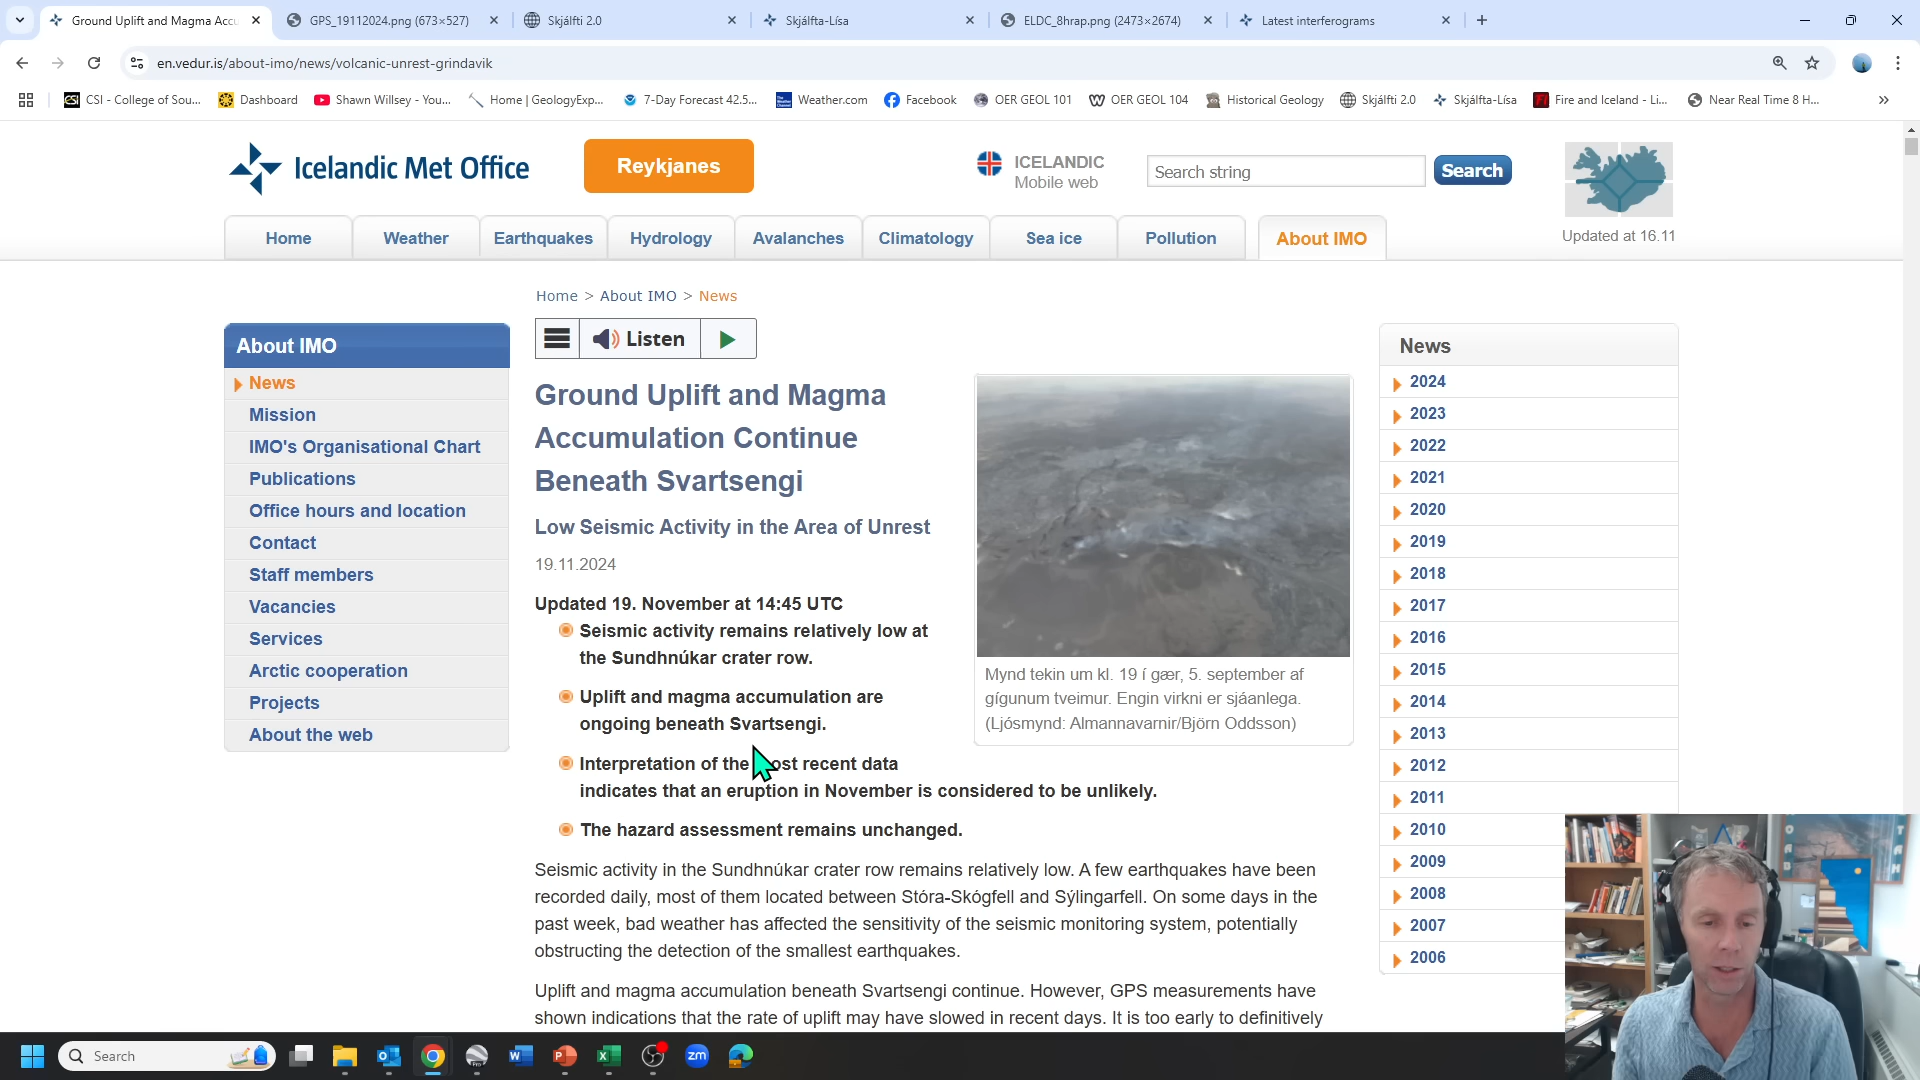 Ground Uplift and Magma Accu
GPS_19112024.png (673×527)
Skjálfti 2.0
Skjálfta-Lísa
ELDC_8hrap.png (2473×2674)
Latest interferograms
en.vedur.is/about-imo/news/volcanic-unrest-grindavik
CSI - College of Sou...
Dashboard
Shawn Willsey - You...
Home | GeologyExp...
7-Day Forecast 42.5...
Weather.com
Facebook
OER GEOL 101
OER GEOL 104
Historical Geology
Skjálfti 2.0
Skjálfta-Lísa
Fire and Iceland - Li...
Near Real Time 8 H...
Icelandic Met Office
Reykjanes
ICELANDIC
Mobile web
Search string
Search
Updated at 16.11
Home
Weather
Earthquakes
Hydrology
Avalanches
Climatology
Sea ice
Pollution
About IMO
Home > About IMO > News
Listen
About IMO
News
Mission
IMO's Organisational Chart
Publications
Office hours and location
Contact
Staff members
Vacancies
Services
Arctic cooperation
Projects
About the web
Ground Uplift and Magma
Accumulation Continue
Beneath Svartsengi
Low Seismic Activity in the Area of Unrest
19.11.2024
Updated 19. November at 14:45 UTC
Seismic activity remains relatively low at
the Sundhnúkar crater row.
Uplift and magma accumulation are
ongoing beneath Svartsengi.
Interpretation of the ost recent data
indicates that an eruption in November is considered to be unlikely.
The hazard assessment remains unchanged.
Mynd tekin um kl. 19 í gær, 5. september af
gígunum tveimur. Engin virkni er sjáanlega.
(Ljósmynd: Almannavarnir/Björn Oddsson)
Seismic activity in the Sundhnúkar crater row remains relatively low. A few earthquakes have been
recorded daily, most of them located between Stóra-Skógfell and Sýlingarfell. On some days in the
past week, bad weather has affected the sensitivity of the seismic monitoring system, potentially
obstructing the detection of the smallest earthquakes.
Uplift and magma accumulation beneath Svartsengi continue. However, GPS measurements have
shown indications that the rate of uplift may have slowed in recent days. It is too early to definitively
News
2024
2023
2022
2021
2020
2019
2018
2017
2016
2015
2014
2013
2012
2011
2010
2009
2008
2007
2006
Search
zm